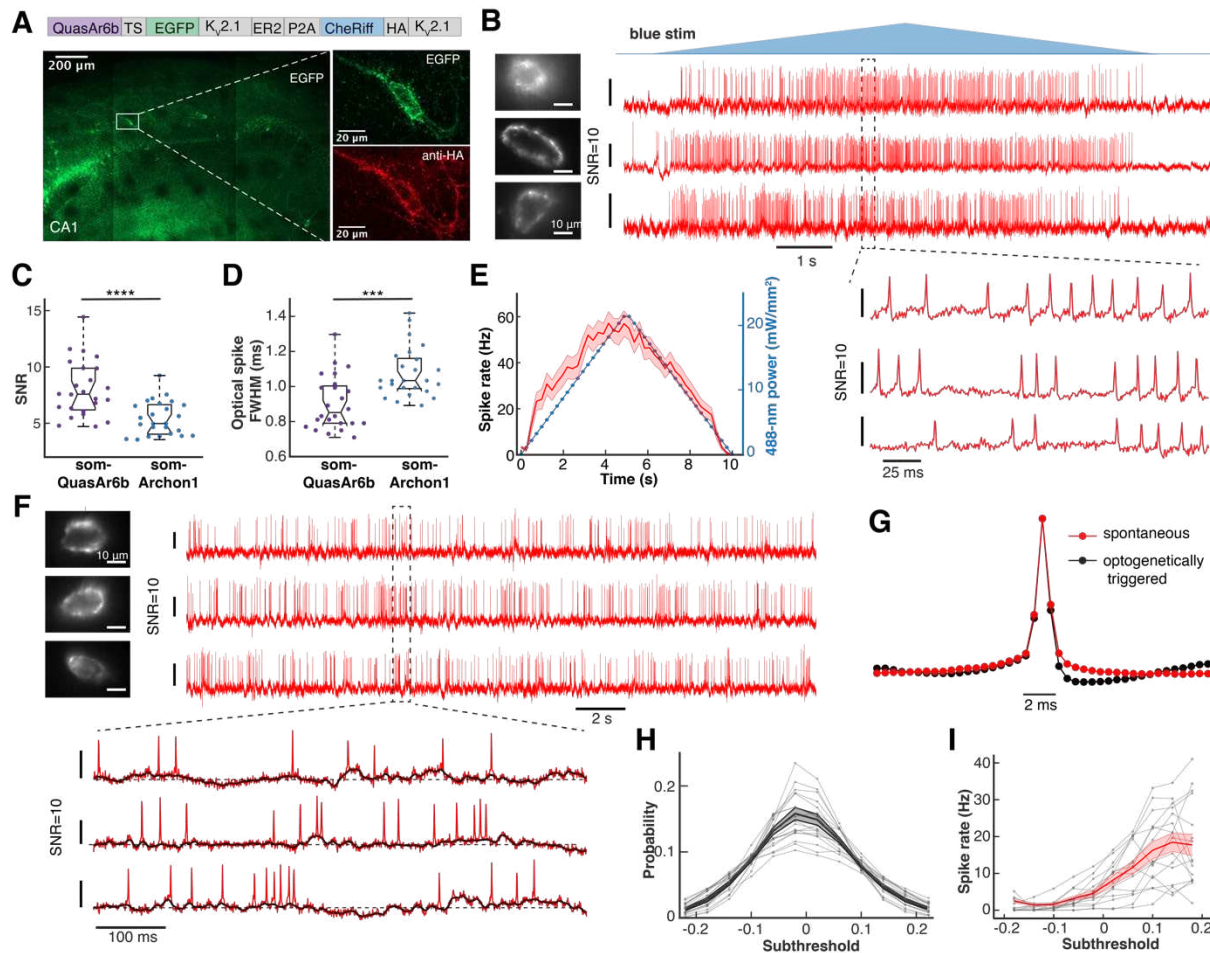 A
QuasAr6b TS EGFP Kv2.1 ER2 P2A CheRiff HA Kv2.1
200 µm
EGFP
CA1
EGFP
20 µm
anti-HA
20 µm
B
blue stim
10 µm
SNR=10
1 s
SNR=10
25 ms
C
****
SNR
15
10
5
som-
QuasAr6b
som-
Archon1
D
***
Optical spike
FWHM (ms)
1.4
1.2
1.0
0.8
0.6
som-
QuasAr6b
som-
Archon1
E
Spike rate (Hz)
60
40
20
0
0 2 4 6 8 10
Time (s)
20
10
0
488-nm power (mW/mm²)
F
10 µm
SNR=10
2 s
SNR=10
100 ms
G
spontaneous
optogenetically
triggered
2 ms
H
Probability
0.2
0.1
0
-0.2 -0.1 0 0.1 0.2
Subthreshold
I
Spike rate (Hz)
40
30
20
10
0
-0.2 -0.1 0 0.1 0.2
Subthreshold